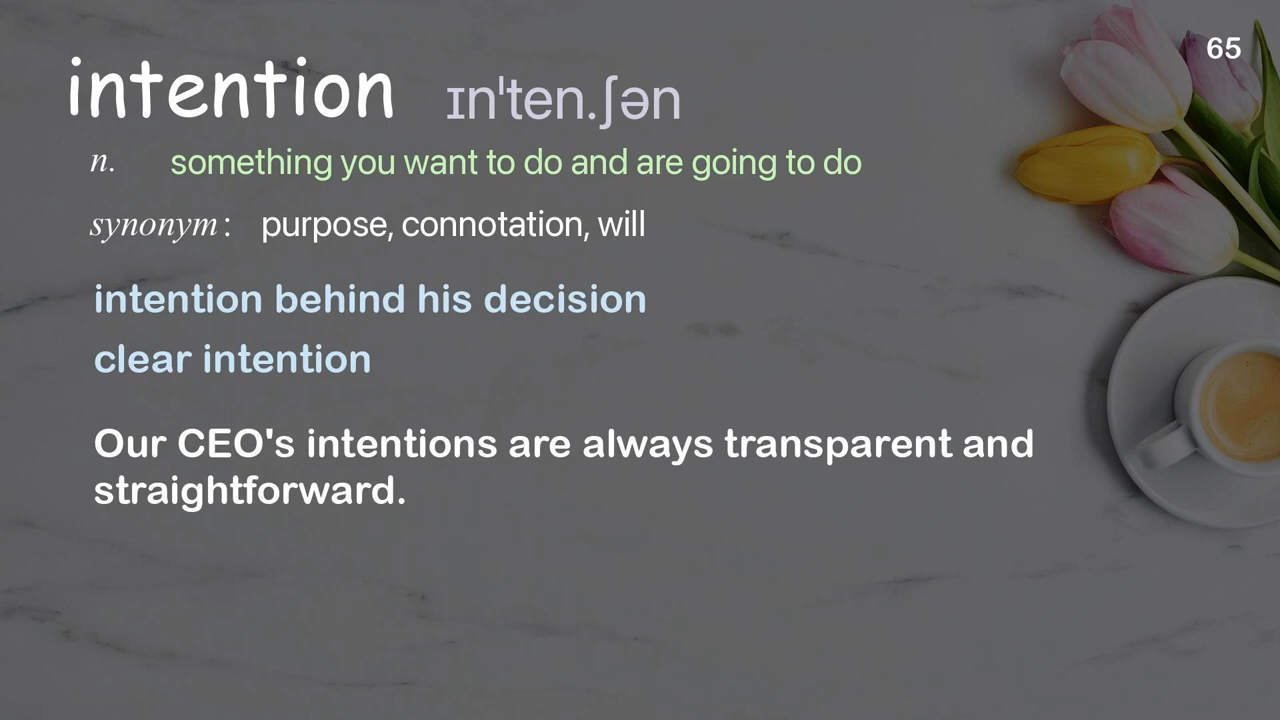 65
intention ɪnˈten.ʃən
n. something you want to do and are going to do
synonym: purpose, connotation, will
intention behind his decision
clear intention
Our CEO's intentions are always transparent and
straightforward.